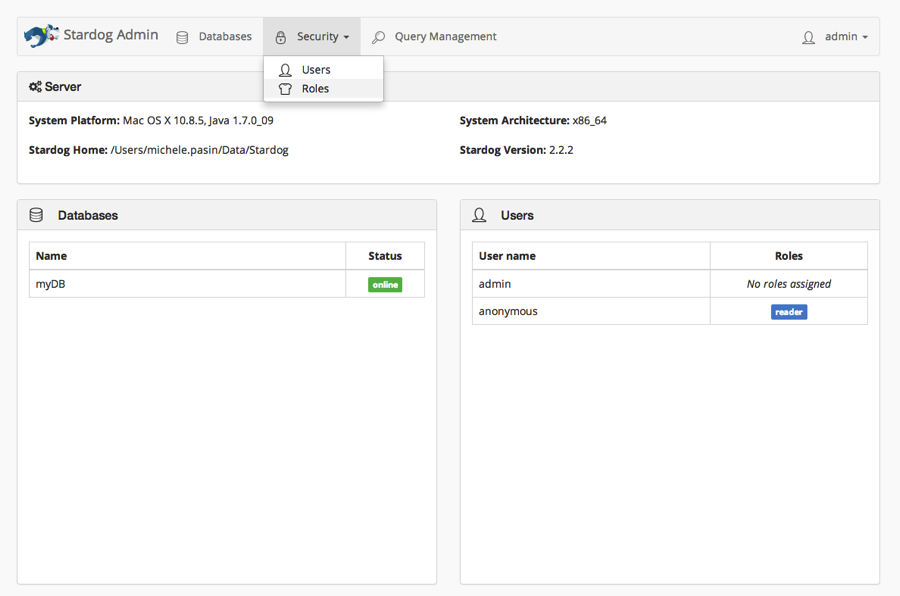 Stardog Admin Databases Security Query Management admin
Users
Roles
Server
System Platform: Mac OS X 10.8.5, Java 1.7.0_09 System Architecture: x86_64
Stardog Home: /Users/michele.pasin/Data/Stardog Stardog Version: 2.2.2
Databases
Name Status
myDB online
Users
User name Roles
admin No roles assigned
anonymous reader